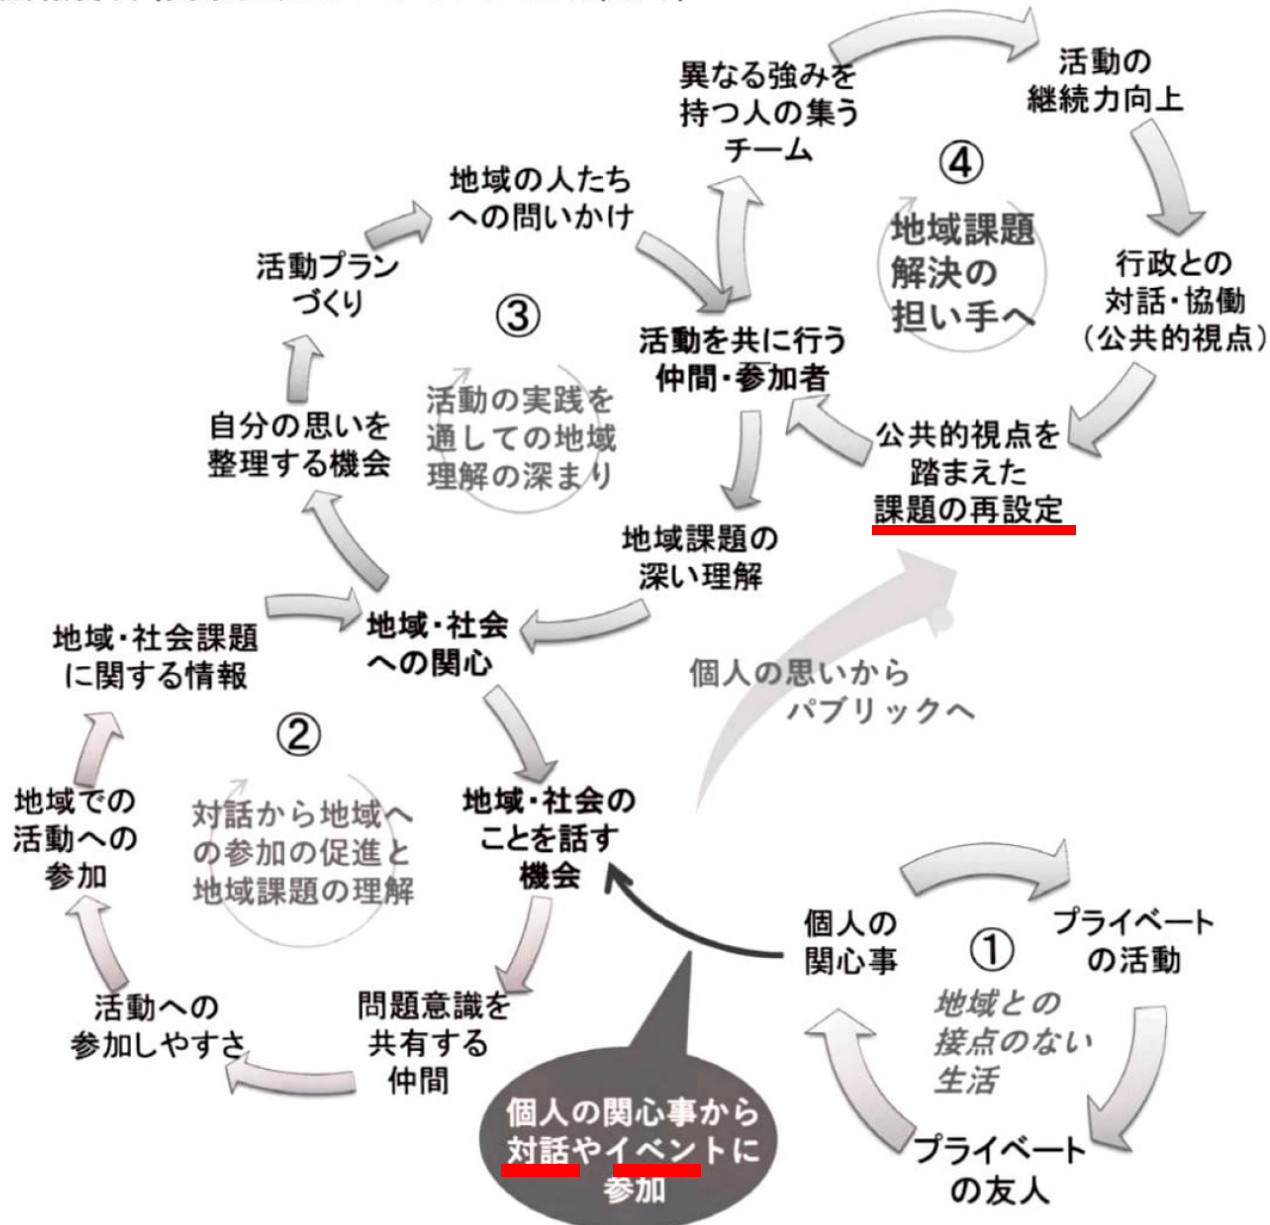 異なる強みを
持つ人の集う
チーム
活動の
継続力向上
④
地域課題
解決の
担い手へ
行政との
対話・協働
（公共的視点）
公共的視点を
踏まえた
課題の再設定
地域の人たち
への問いかけ
活動プラン
づくり
③
活動の実践を
通しての地域
理解の深まり
活動を共に行う
仲間・参加者
自分の思いを
整理する機会
地域課題の
深い理解
地域・社会
への関心
地域・社会課題
に関する情報
②
対話から地域へ
の参加の促進と
地域課題の理解
地域での
活動への
参加
地域・社会の
ことを話す
機会
活動への
参加しやすさ
問題意識を
共有する
仲間
個人の思いから
パブリックへ
個人の
関心事
プライベート
の活動
①
地域との
接点のない
生活
プライベート
の友人
個人の関心事から
対話やイベントに
参加